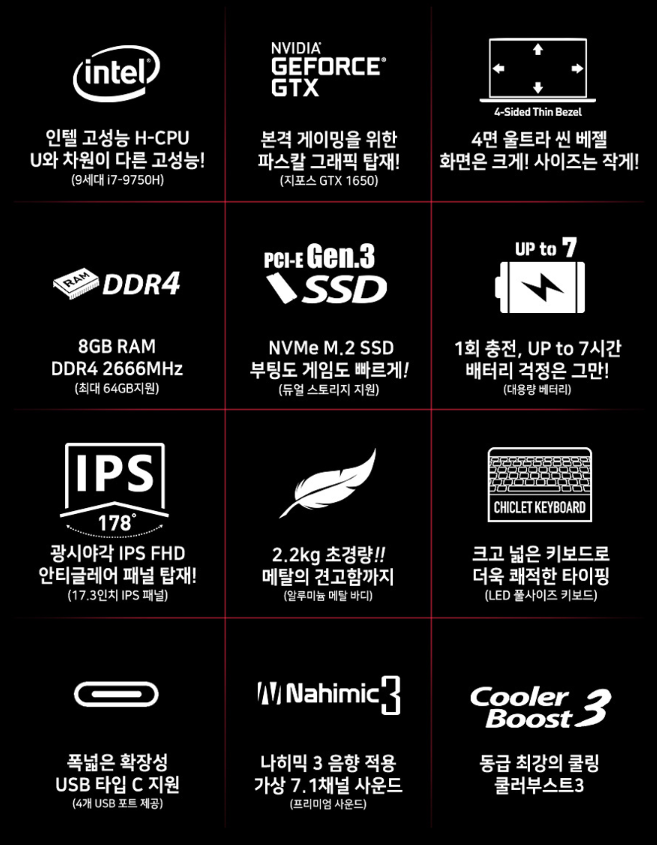 intel
인텔 고성능 H-CPU
U와 차원이 다른 고성능!
(9세대 i7-9750H)
NVIDIA
GEFORCE
GTX
본격 게이밍을 위한
파스칼 그래픽 탑재!
(지포스 GTX 1650)
4-Sided Thin Bezel
4면 울트라 씬 베젤
화면은 크게! 사이즈는 작게!
RAM DDR4
8GB RAM
DDR4 2666MHz
(최대 64GB지원)
PCI-E Gen.3
SSD
NVMe M.2 SSD
부팅도 게임도 빠르게!
(듀얼 스토리지 지원)
UP to 7
1회 충전, UP to 7시간
배터리 걱정은 그만!
(대용량 베터리)
IPS
178°
광시야각 IPS FHD
안티글레어 패널 탑재!
(17.3인치 IPS 패널)
2.2kg 초경량!!
메탈의 견고함까지
(알루미늄 메탈 바디)
CHICLET KEYBOARD
크고 넓은 키보드로
더욱 쾌적한 타이핑
(LED 풀사이즈 키보드)
폭넓은 확장성
USB 타입 C 지원
(4개 USB 포트 제공)
Nahimic 3
나히믹 3 음향 적용
가상 7.1채널 사운드
(프리미엄 사운드)
Cooler
Boost 3
동급 최강의 쿨링
쿨러부스트3